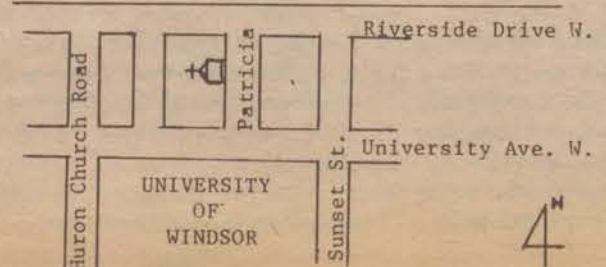 Riverside Drive W.
Patricia
Huron Church Road
University Ave. W.
UNIVERSITY
OF
WINDSOR
Sunset St.
N